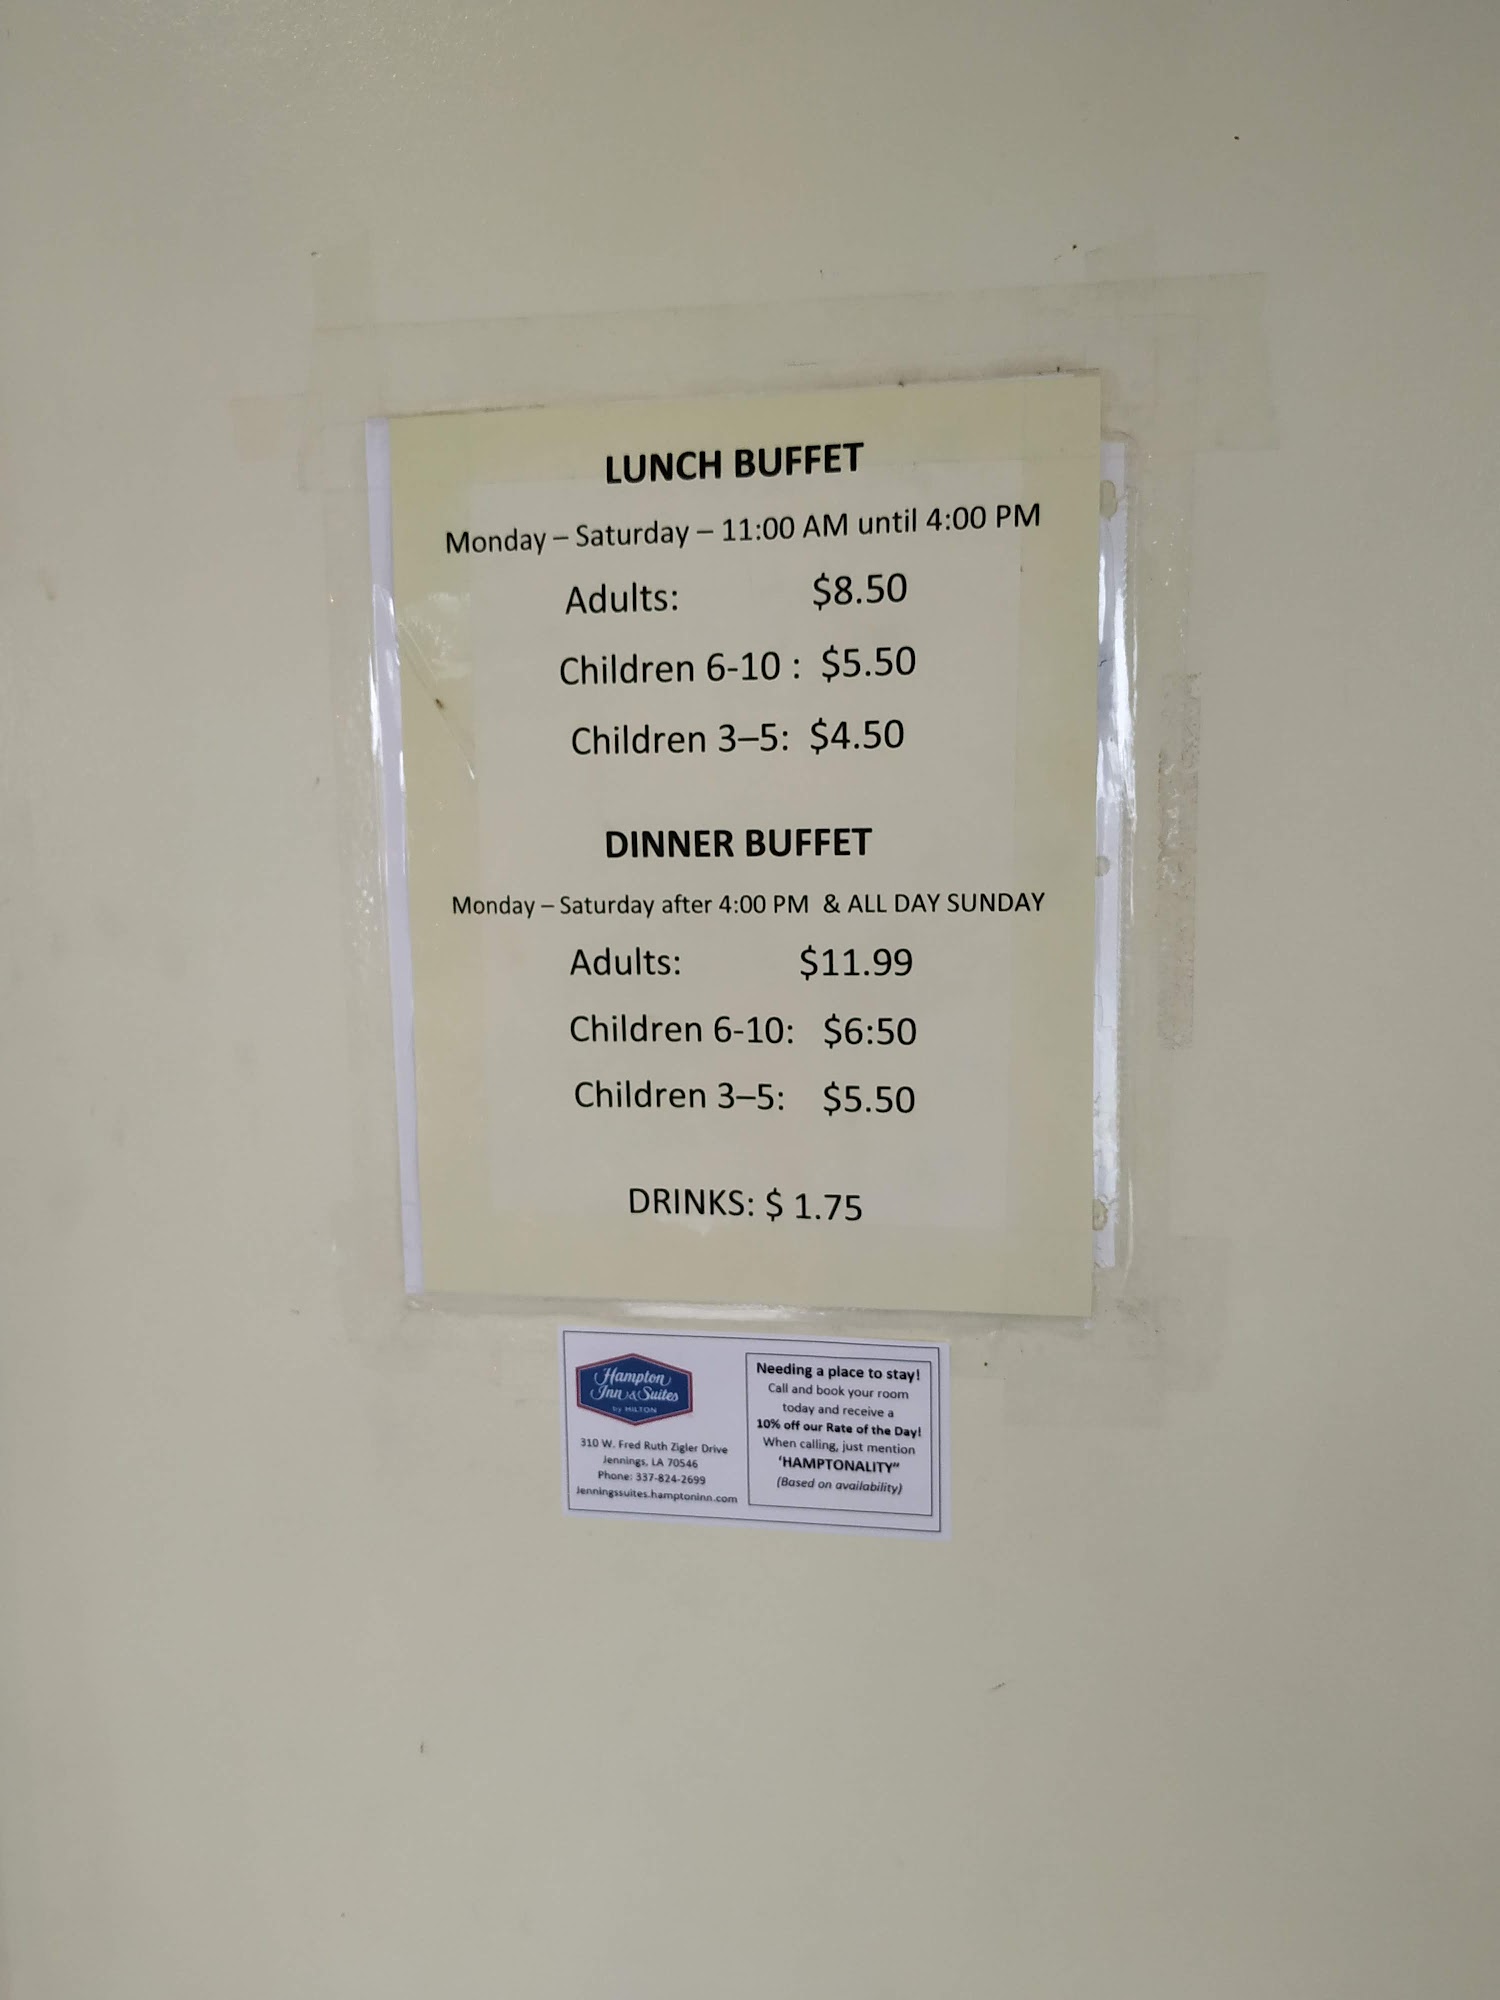 LUNCH BUFFET
Monday – Saturday – 11:00 AM until 4:00 PM
Adults: $8.50
Children 6-10 : $5.50
Children 3–5: $4.50
DINNER BUFFET
Monday – Saturday after 4:00 PM & ALL DAY SUNDAY
Adults: $11.99
Children 6-10: $6:50
Children 3–5: $5.50
DRINKS: $ 1.75
Hampton
Inn & Suites
by HILTON
310 W. Fred Ruth Zigler Drive
Jennings, LA 70546
Phone: 337-824-2699
Jenningssuites.hamptoninn.com
Needing a place to stay!
Call and book your room
today and receive a
10% off our Rate of the Day!
When calling, just mention
'HAMPTONALITY"
(Based on availability)